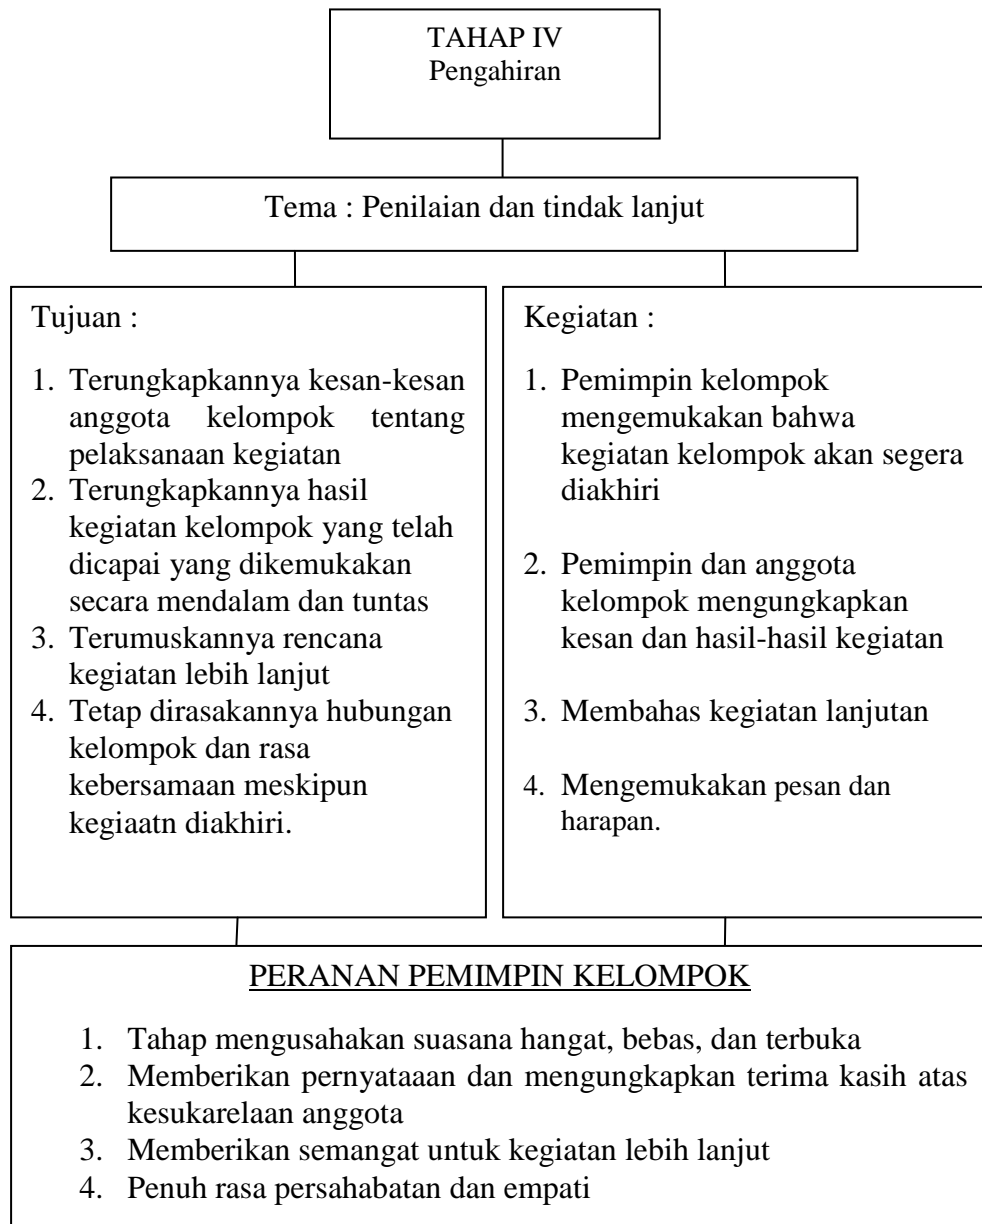 TAHAP IV
Pengahiran
Tema : Penilaian dan tindak lanjut
Tujuan :
1. Terungkapkannya kesan-kesan
anggota kelompok tentang
pelaksanaan kegiatan
2. Terungkapkannya hasil
kegiatan kelompok yang telah
dicapai yang dikemukakan
secara mendalam dan tuntas
3. Terumuskannya rencana
kegiatan lebih lanjut
4. Tetap dirasakannya hubungan
kelompok dan rasa
kebersamaan meskipun
kegiaatn diakhiri.
Kegiatan :
1. Pemimpin kelompok
mengemukakan bahwa
kegiatan kelompok akan segera
diakhiri
2. Pemimpin dan anggota
kelompok mengungkapkan
kesan dan hasil-hasil kegiatan
3. Membahas kegiatan lanjutan
4. Mengemukakan pesan dan
harapan.
PERANAN PEMIMPIN KELOMPOK
1. Tahap mengusahakan suasana hangat, bebas, dan terbuka
2. Memberikan pernyataaan dan mengungkapkan terima kasih atas
kesukarelaan anggota
3. Memberikan semangat untuk kegiatan lebih lanjut
4. Penuh rasa persahabatan dan empati